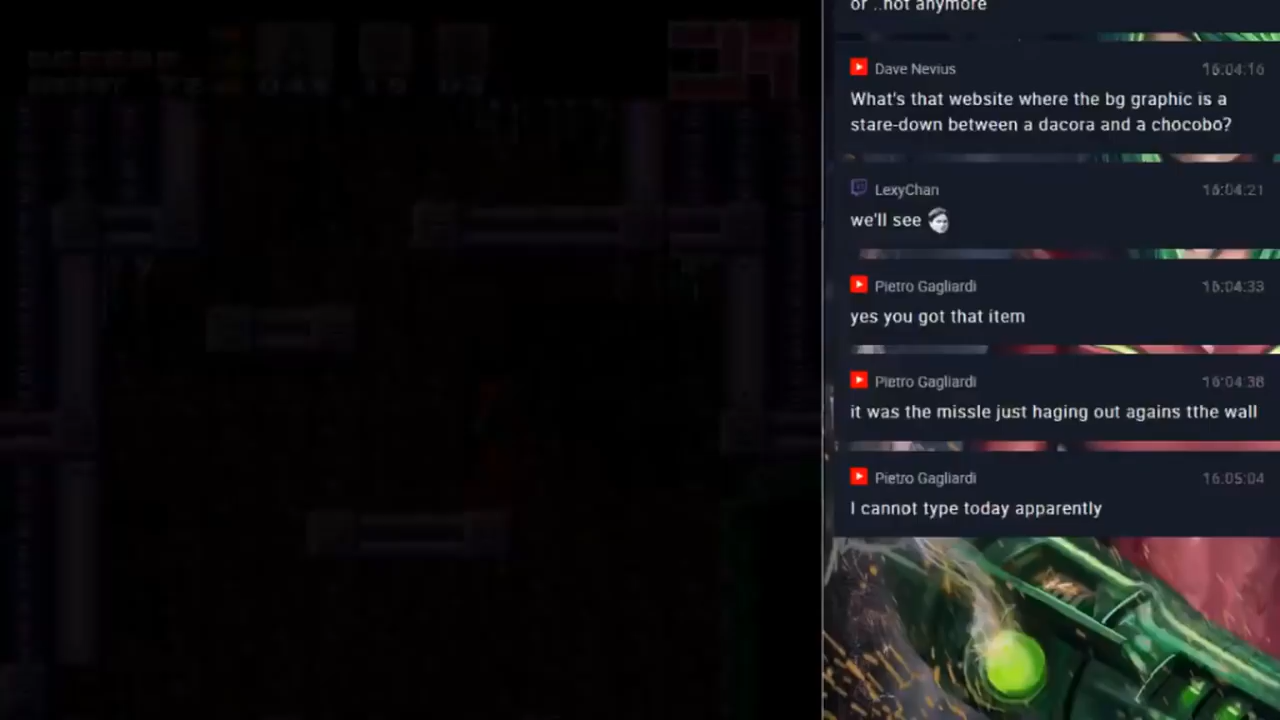 or ..not anymore
Dave Nevius 16:04:16
What's that website where the bg graphic is a
stare-down between a dacora and a chocobo?
LexyChan 16:04:21
we'll see
Pietro Gagliardi 16:04:33
yes you got that item
Pietro Gagliardi 16:04:38
it was the missle just haging out agains tthe wall
Pietro Gagliardi 16:05:04
I cannot type today apparently